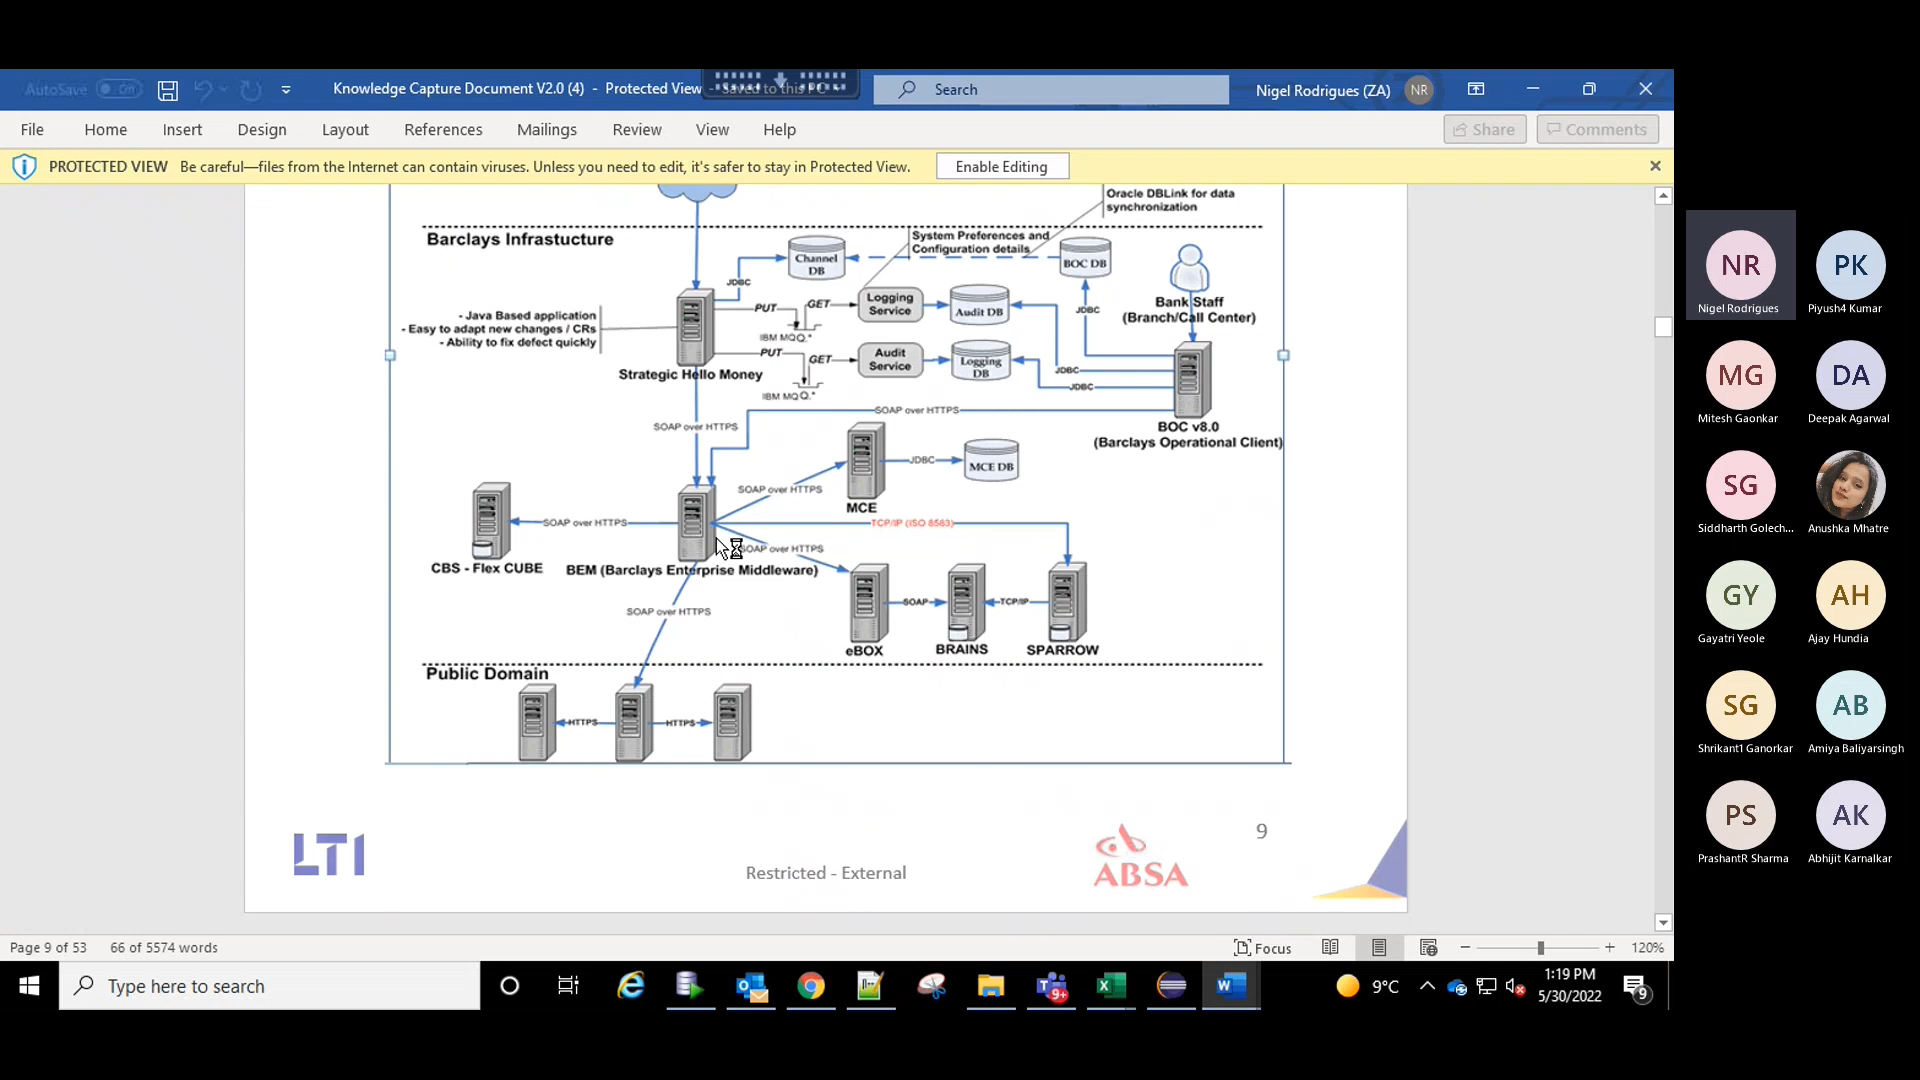 AutoSave
Off
Knowledge Capture Document V2.0 (4) - Protected View - Saved to this PC
Search
Nigel Rodrigues (ZA)
NR
File
Home
Insert
Design
Layout
References
Mailings
Review
View
Help
Share
Comments
PROTECTED VIEW Be careful—files from the Internet can contain viruses. Unless you need to edit, it's safer to stay in Protected View.
Enable Editing
Oracle DBLink for data
synchronization
Barclays Infrastucture
System Preferences and
Configuration details
Channel
DB
BOC DB
JDBC
Bank Staff
(Branch/Call Center)
- Java Based application
- Easy to adapt new changes / CRs
- Ability to fix defect quickly
PUT
GET
IBM MQ Q.*
Logging
Service
Audit DB
JDBC
PUT
GET
IBM MQ Q.*
Audit
Service
Logging
DB
JDBC
JDBC
Strategic Hello Money
SOAP over HTTPS
SOAP over HTTPS
BOC v8.0
(Barclays Operational Client)
JDBC
MCE DB
SOAP over HTTPS
MCE
SOAP over HTTPS
TCP/IP (ISO 8583)
SOAP over HTTPS
CBS - Flex CUBE
BEM (Barclays Enterprise Middleware)
SOAP over HTTPS
SOAP
TCP/IP
eBOX
BRAINS
SPARROW
Public Domain
HTTPS
HTTPS
LTI
Restricted - External
ABSA
9
Page 9 of 53
66 of 5574 words
Focus
120%
Type here to search
9+
9°C
1:19 PM
5/30/2022
9
NR
Nigel Rodrigues
PK
Piyush4 Kumar
MG
Mitesh Gaonkar
DA
Deepak Agarwal
SG
Siddharth Golech...
Anushka Mhatre
GY
Gayatri Yeole
AH
Ajay Hundia
SG
Shrikant1 Ganorkar
AB
Amiya Baliyarsingh
PS
PrashantR Sharma
AK
Abhijit Karnalkar